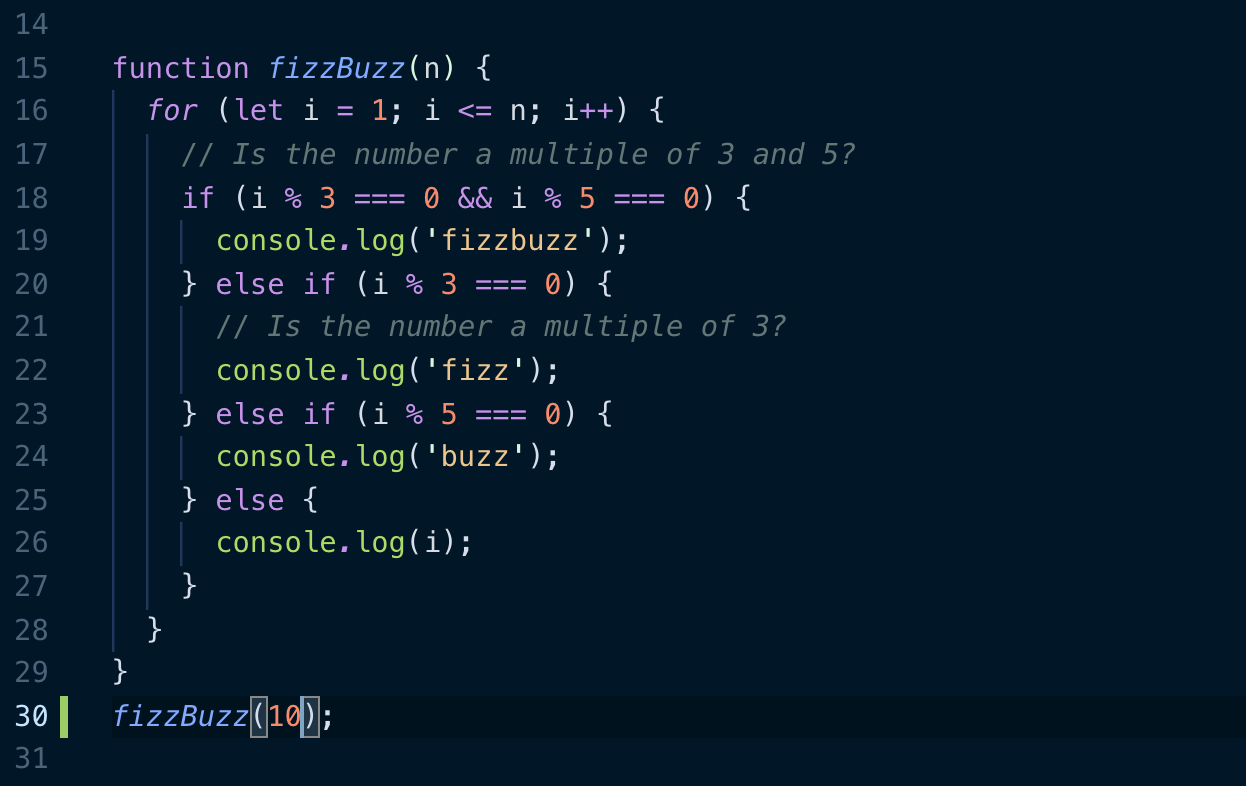 14
15 function fizzBuzz(n) {
16 for (let i = 1; i <= n; i++) {
17 // Is the number a multiple of 3 and 5?
18 if (i % 3 === 0 && i % 5 === 0) {
19 console.log('fizzbuzz');
20 } else if (i % 3 === 0) {
21 // Is the number a multiple of 3?
22 console.log('fizz');
23 } else if (i % 5 === 0) {
24 console.log('buzz');
25 } else {
26 console.log(i);
27 }
28 }
29 }
30 fizzBuzz(10);
31